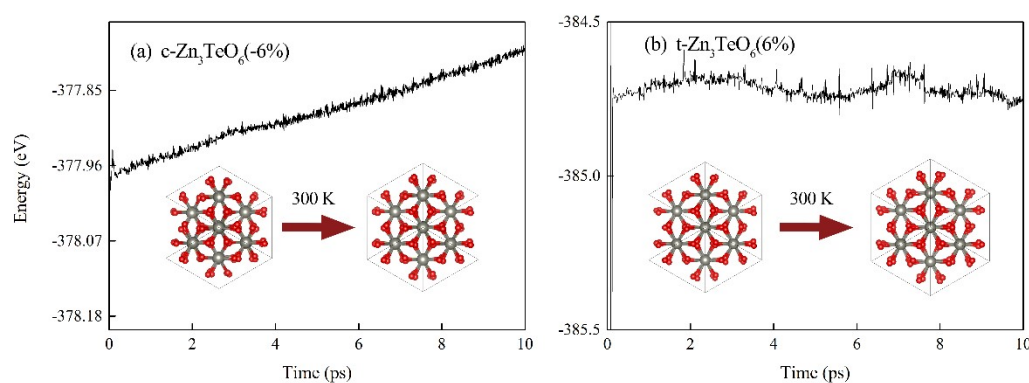 (a) c-Zn₃TeO₆(-6%)
-377.85
-377.96
-378.07
-378.18
Energy (eV)
300 K
0 2 4 6 8 10
Time (ps)
(b) t-Zn₃TeO₆(6%)
-384.5
-385.0
-385.5
300 K
0 2 4 6 8 10
Time (ps)